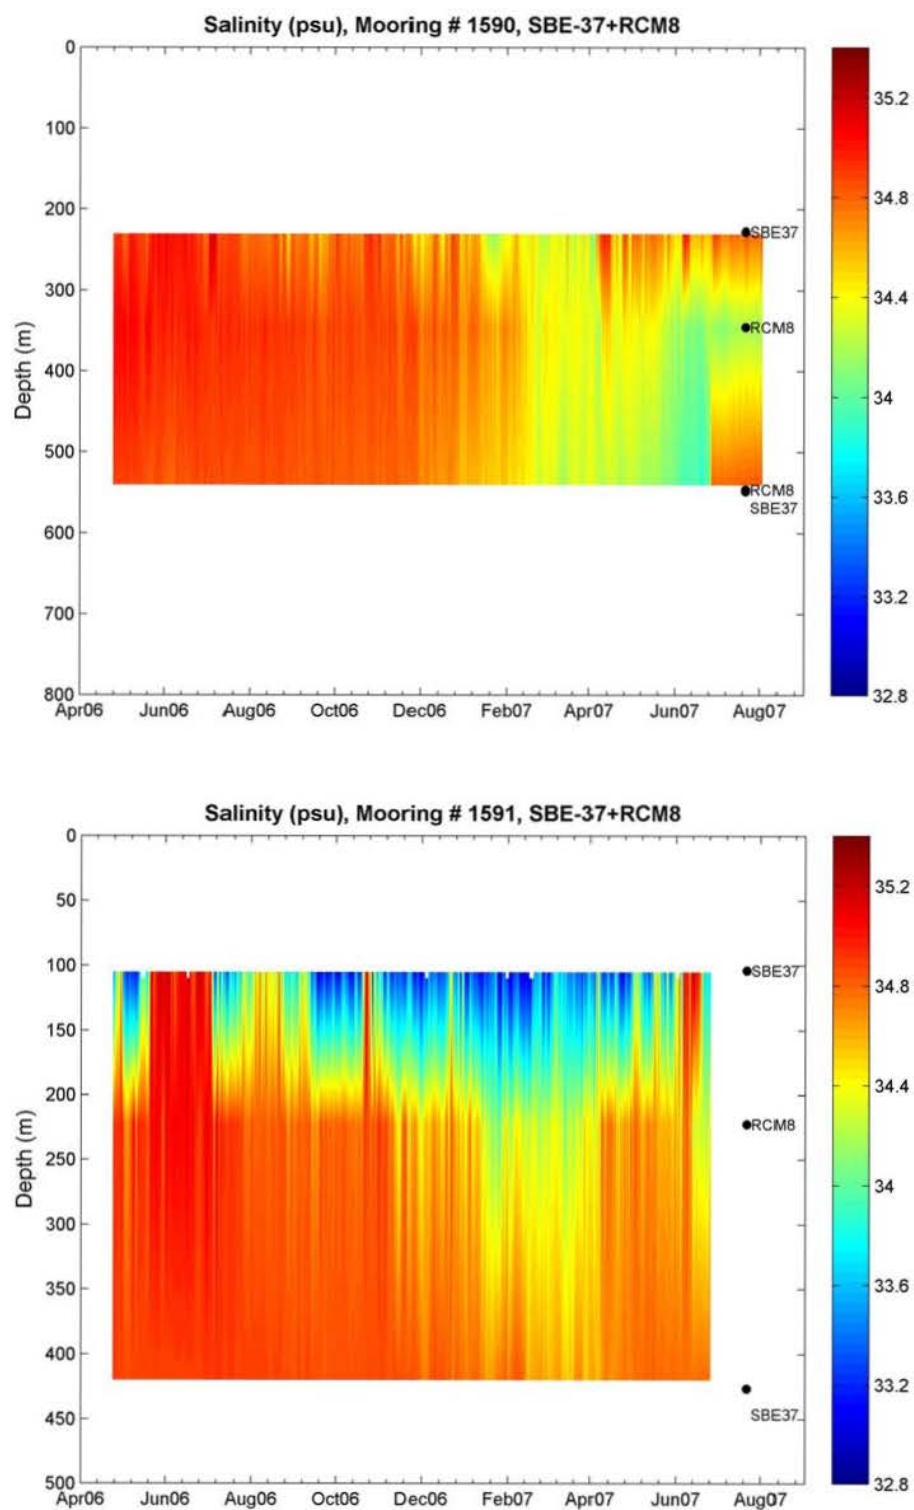 Salinity (psu), Mooring # 1590, SBE-37+RCM8
0
100
200
300
400
500
600
700
800
Depth (m)
Apr06 Jun06 Aug06 Oct06 Dec06 Feb07 Apr07 Jun07 Aug07
SBE37
RCM8
RCM8
SBE37
35.2
34.8
34.4
34
33.6
33.2
32.8
Salinity (psu), Mooring # 1591, SBE-37+RCM8
0
50
100
150
200
250
300
350
400
450
500
Depth (m)
Apr06 Jun06 Aug06 Oct06 Dec06 Feb07 Apr07 Jun07 Aug07
SBE37
RCM8
SBE37
35.2
34.8
34.4
34
33.6
33.2
32.8